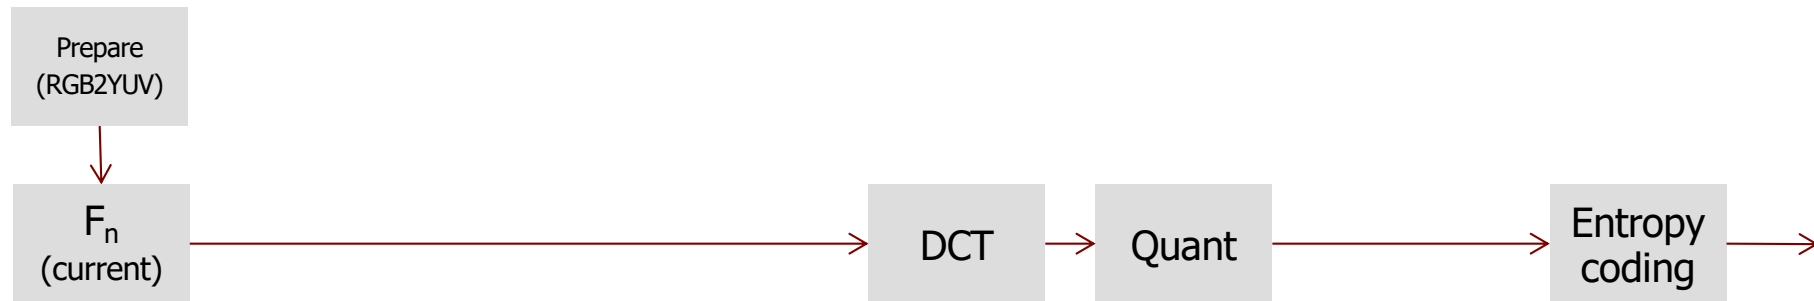 Prepare
(RGB2YUV)
Fn
(current)
DCT
Quant
Entropy
coding